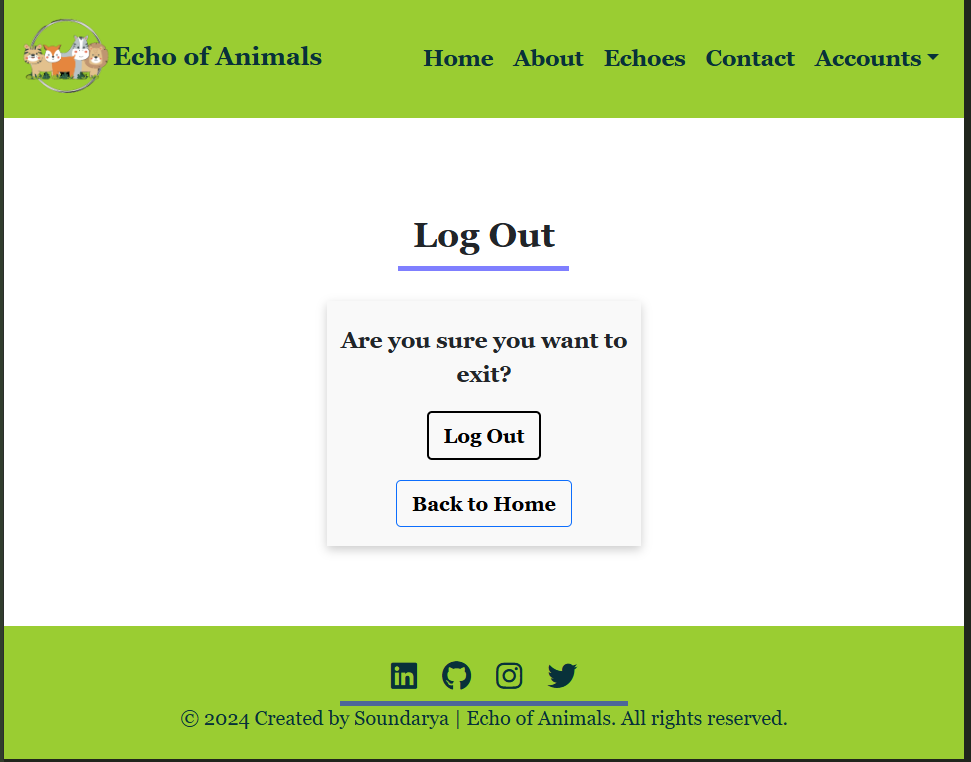 Echo of Animals
Home About Echoes Contact Accounts
Log Out
Are you sure you want to
exit?
Log Out
Back to Home
© 2024 Created by Soundarya | Echo of Animals. All rights reserved.